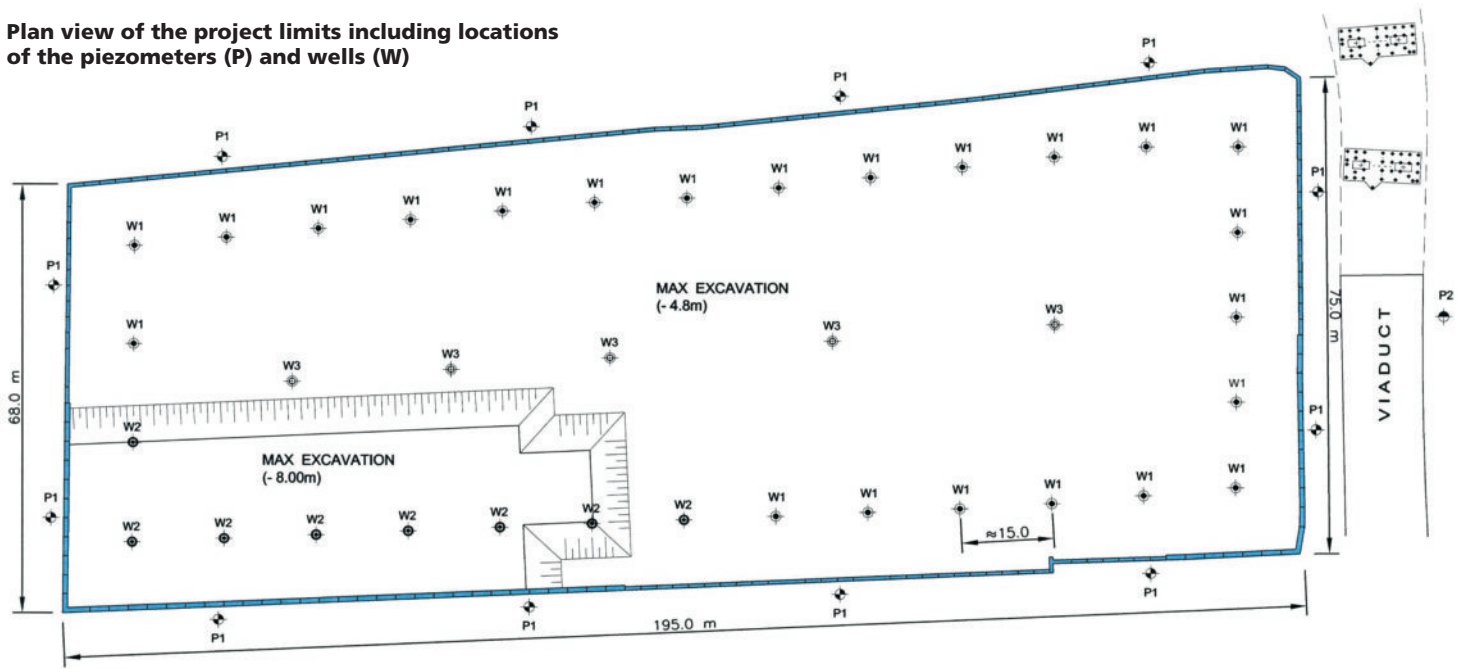 Plan view of the project limits including locations
of the piezometers (P) and wells (W)
P1
P1
P1
P1
W1
W1
W1
W1
W1
W1
W1
W1
W1
W1
W1
W1
W1
P1
P1
W1
W1
MAX EXCAVATION
(- 4.8m)
P2
W1
W3
W3
W3
W3
W3
75.0 m
VIADUCT
68.0 m
W1
P1
W2
MAX EXCAVATION
(- 8.00m)
P1
W2
W2
W2
W2
W2
W2
W2
W1
W1
W1
W1
W1
W1
≈15.0
P1
P1
P1
P1
195.0 m